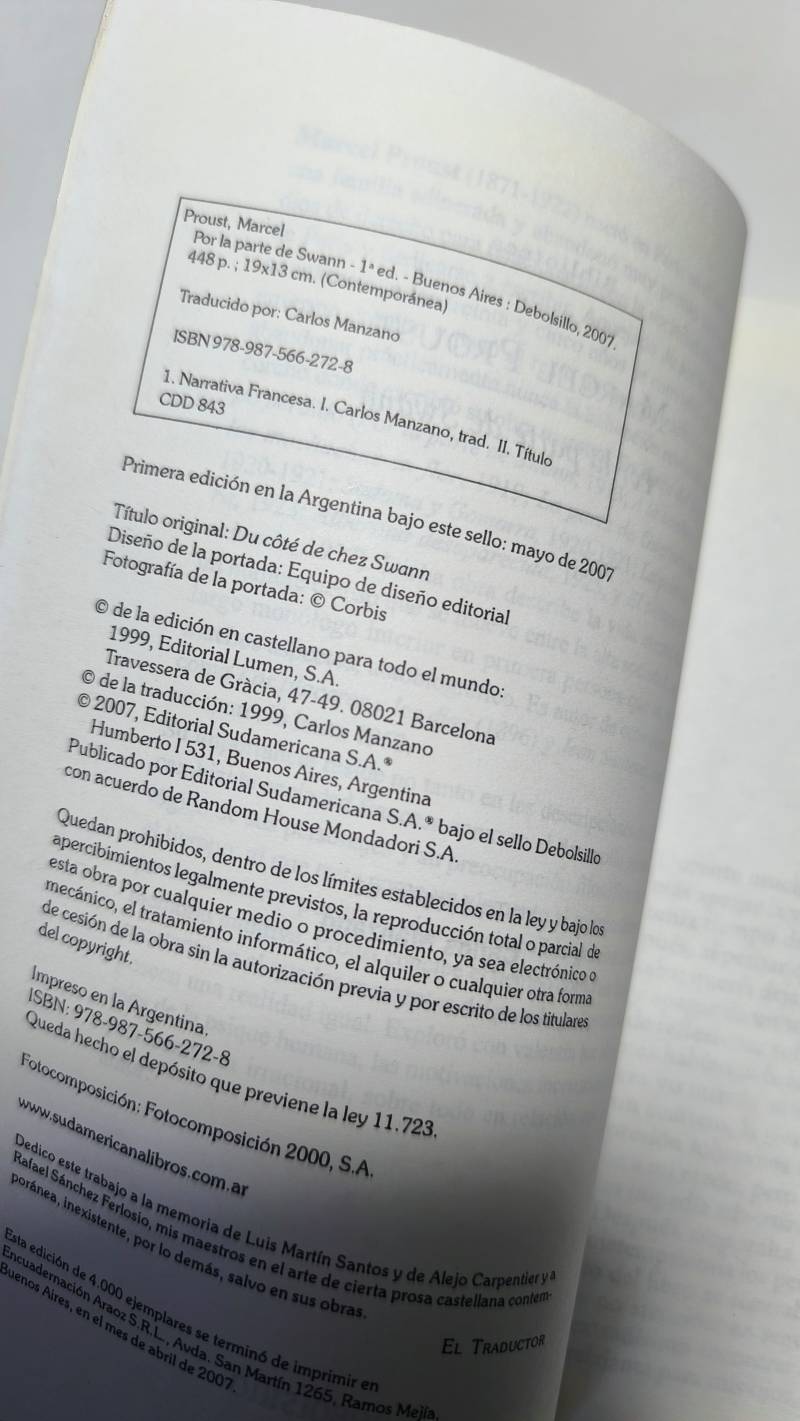 Proust, Marcel
Por la parte de Swann - 1ª ed. - Buenos Aires : Debolsillo, 2007.
448 p. ; 19x13 cm. (Contemporánea)
Traducido por: Carlos Manzano
ISBN 978-987-566-272-8
1. Narrativa Francesa. I. Carlos Manzano, trad. II. Título
CDD 843
Primera edición en la Argentina bajo este sello: mayo de 2007
Título original: Du côté de chez Swann
Diseño de la portada: Equipo de diseño editorial
Fotografía de la portada: © Corbis
© de la edición en castellano para todo el mundo:
1999, Editorial Lumen, S.A.
Travessera de Gràcia, 47-49. 08021 Barcelona
© de la traducción: 1999, Carlos Manzano
© 2007, Editorial Sudamericana S.A.®
Humberto I 531, Buenos Aires, Argentina
Publicado por Editorial Sudamericana S.A.® bajo el sello Debolsillo
con acuerdo de Random House Mondadori S.A.
Quedan prohibidos, dentro de los límites establecidos en la ley y bajo los
apercibimientos legalmente previstos, la reproducción total o parcial de
esta obra por cualquier medio o procedimiento, ya sea electrónico o
mecánico, el tratamiento informático, el alquiler o cualquier otra forma
de cesión de la obra sin la autorización previa y por escrito de los titulares
del copyright.
Impreso en la Argentina.
ISBN: 978-987-566-272-8
Queda hecho el depósito que previene la ley 11.723.
Fotocomposición: Fotocomposición 2000, S.A.
www.sudamericanalibros.com.ar
Dedico este trabajo a la memoria de Luis Martín Santos y de Alejo Carpentier y a
Rafael Sánchez Ferlosio, mis maestros en el arte de cierta prosa castellana contem-
poránea, inexistente, por lo demás, salvo en sus obras.
EL TRADUCTOR
Esta edición de 4.000 ejemplares se terminó de imprimir en
Encuadernación Araoz S.R.L., Avda. San Martín 1265, Ramos Mejía,
Buenos Aires, en el mes de abril de 2007.